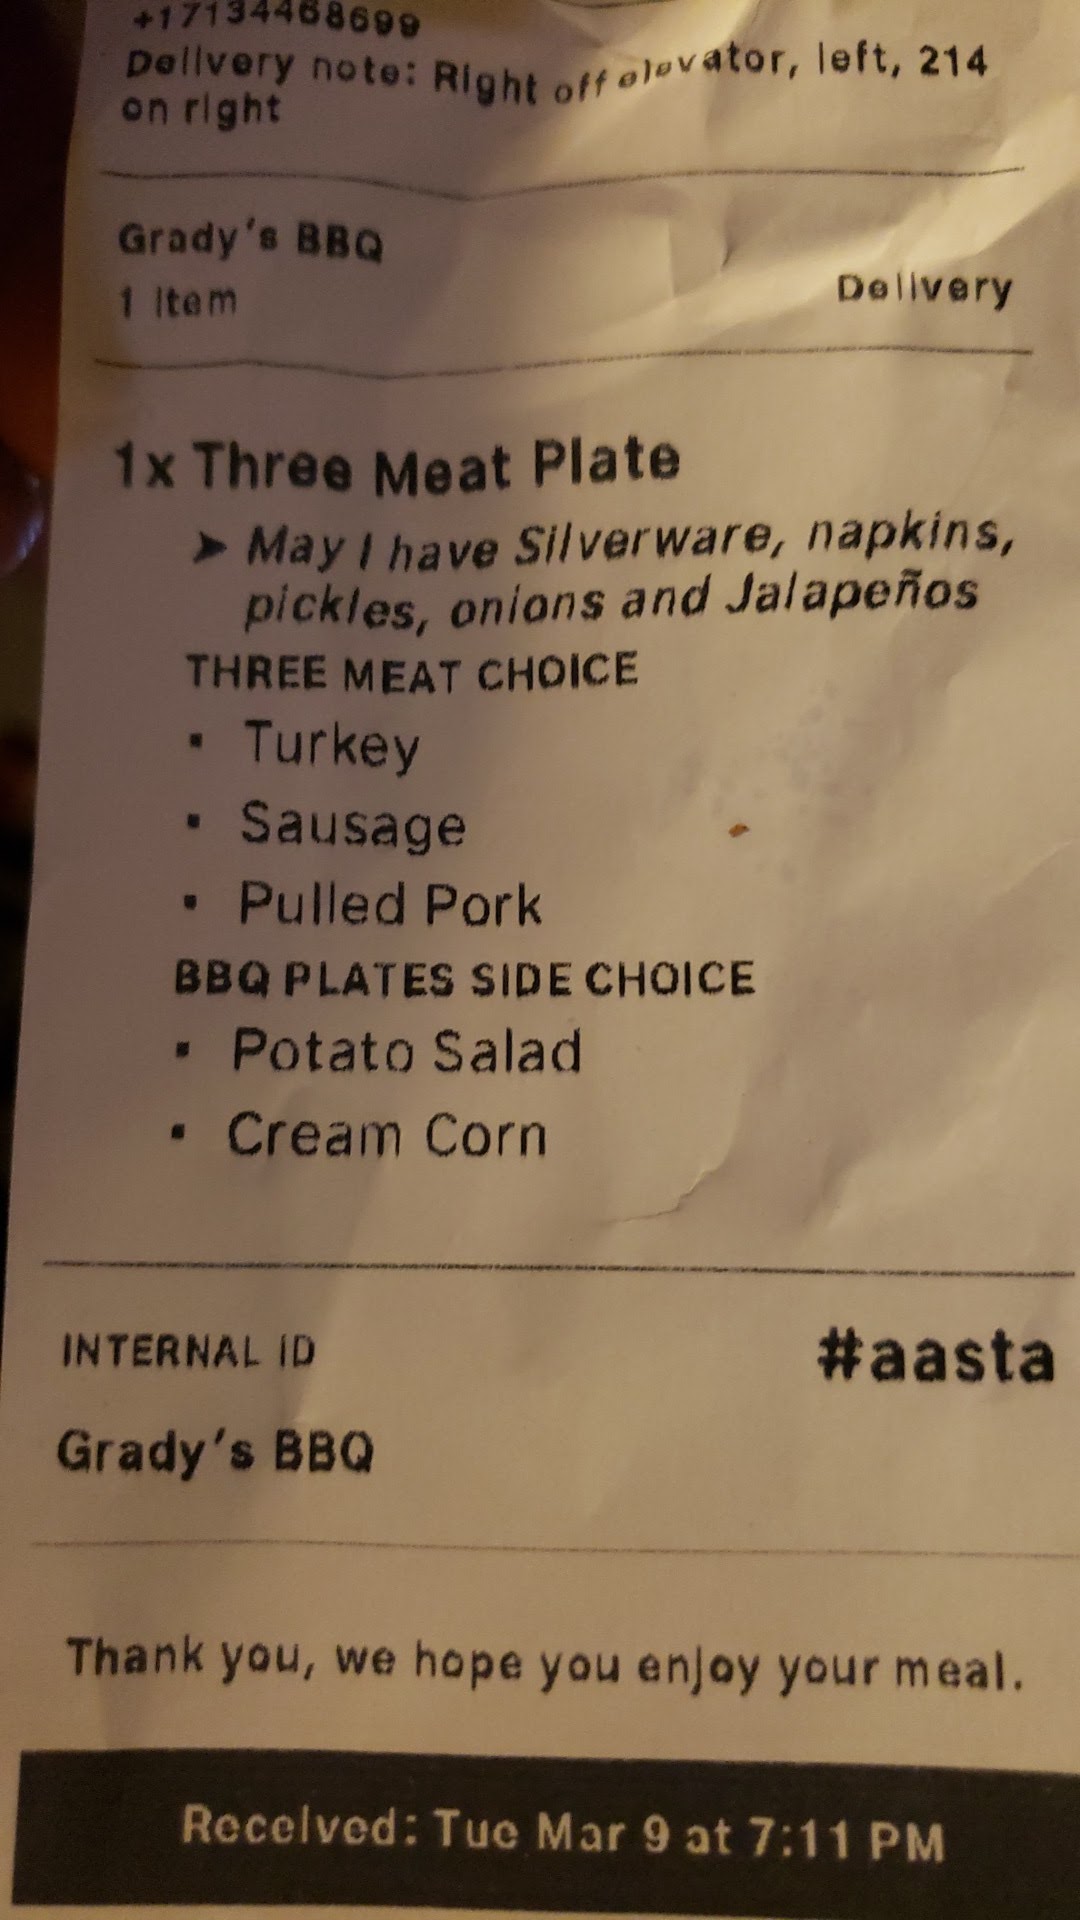 +17134468699
Delivery note: Right off elevator, left, 214
on right
Grady's BBQ
1 item
Delivery
1x Three Meat Plate
➤ May I have Silverware, napkins,
pickles, onions and Jalapeños
THREE MEAT CHOICE
▪ Turkey
▪ Sausage
▪ Pulled Pork
BBQ PLATES SIDE CHOICE
▪ Potato Salad
▪ Cream Corn
INTERNAL ID
#aasta
Grady's BBQ
Thank you, we hope you enjoy your meal.
Received: Tue Mar 9 at 7:11 PM